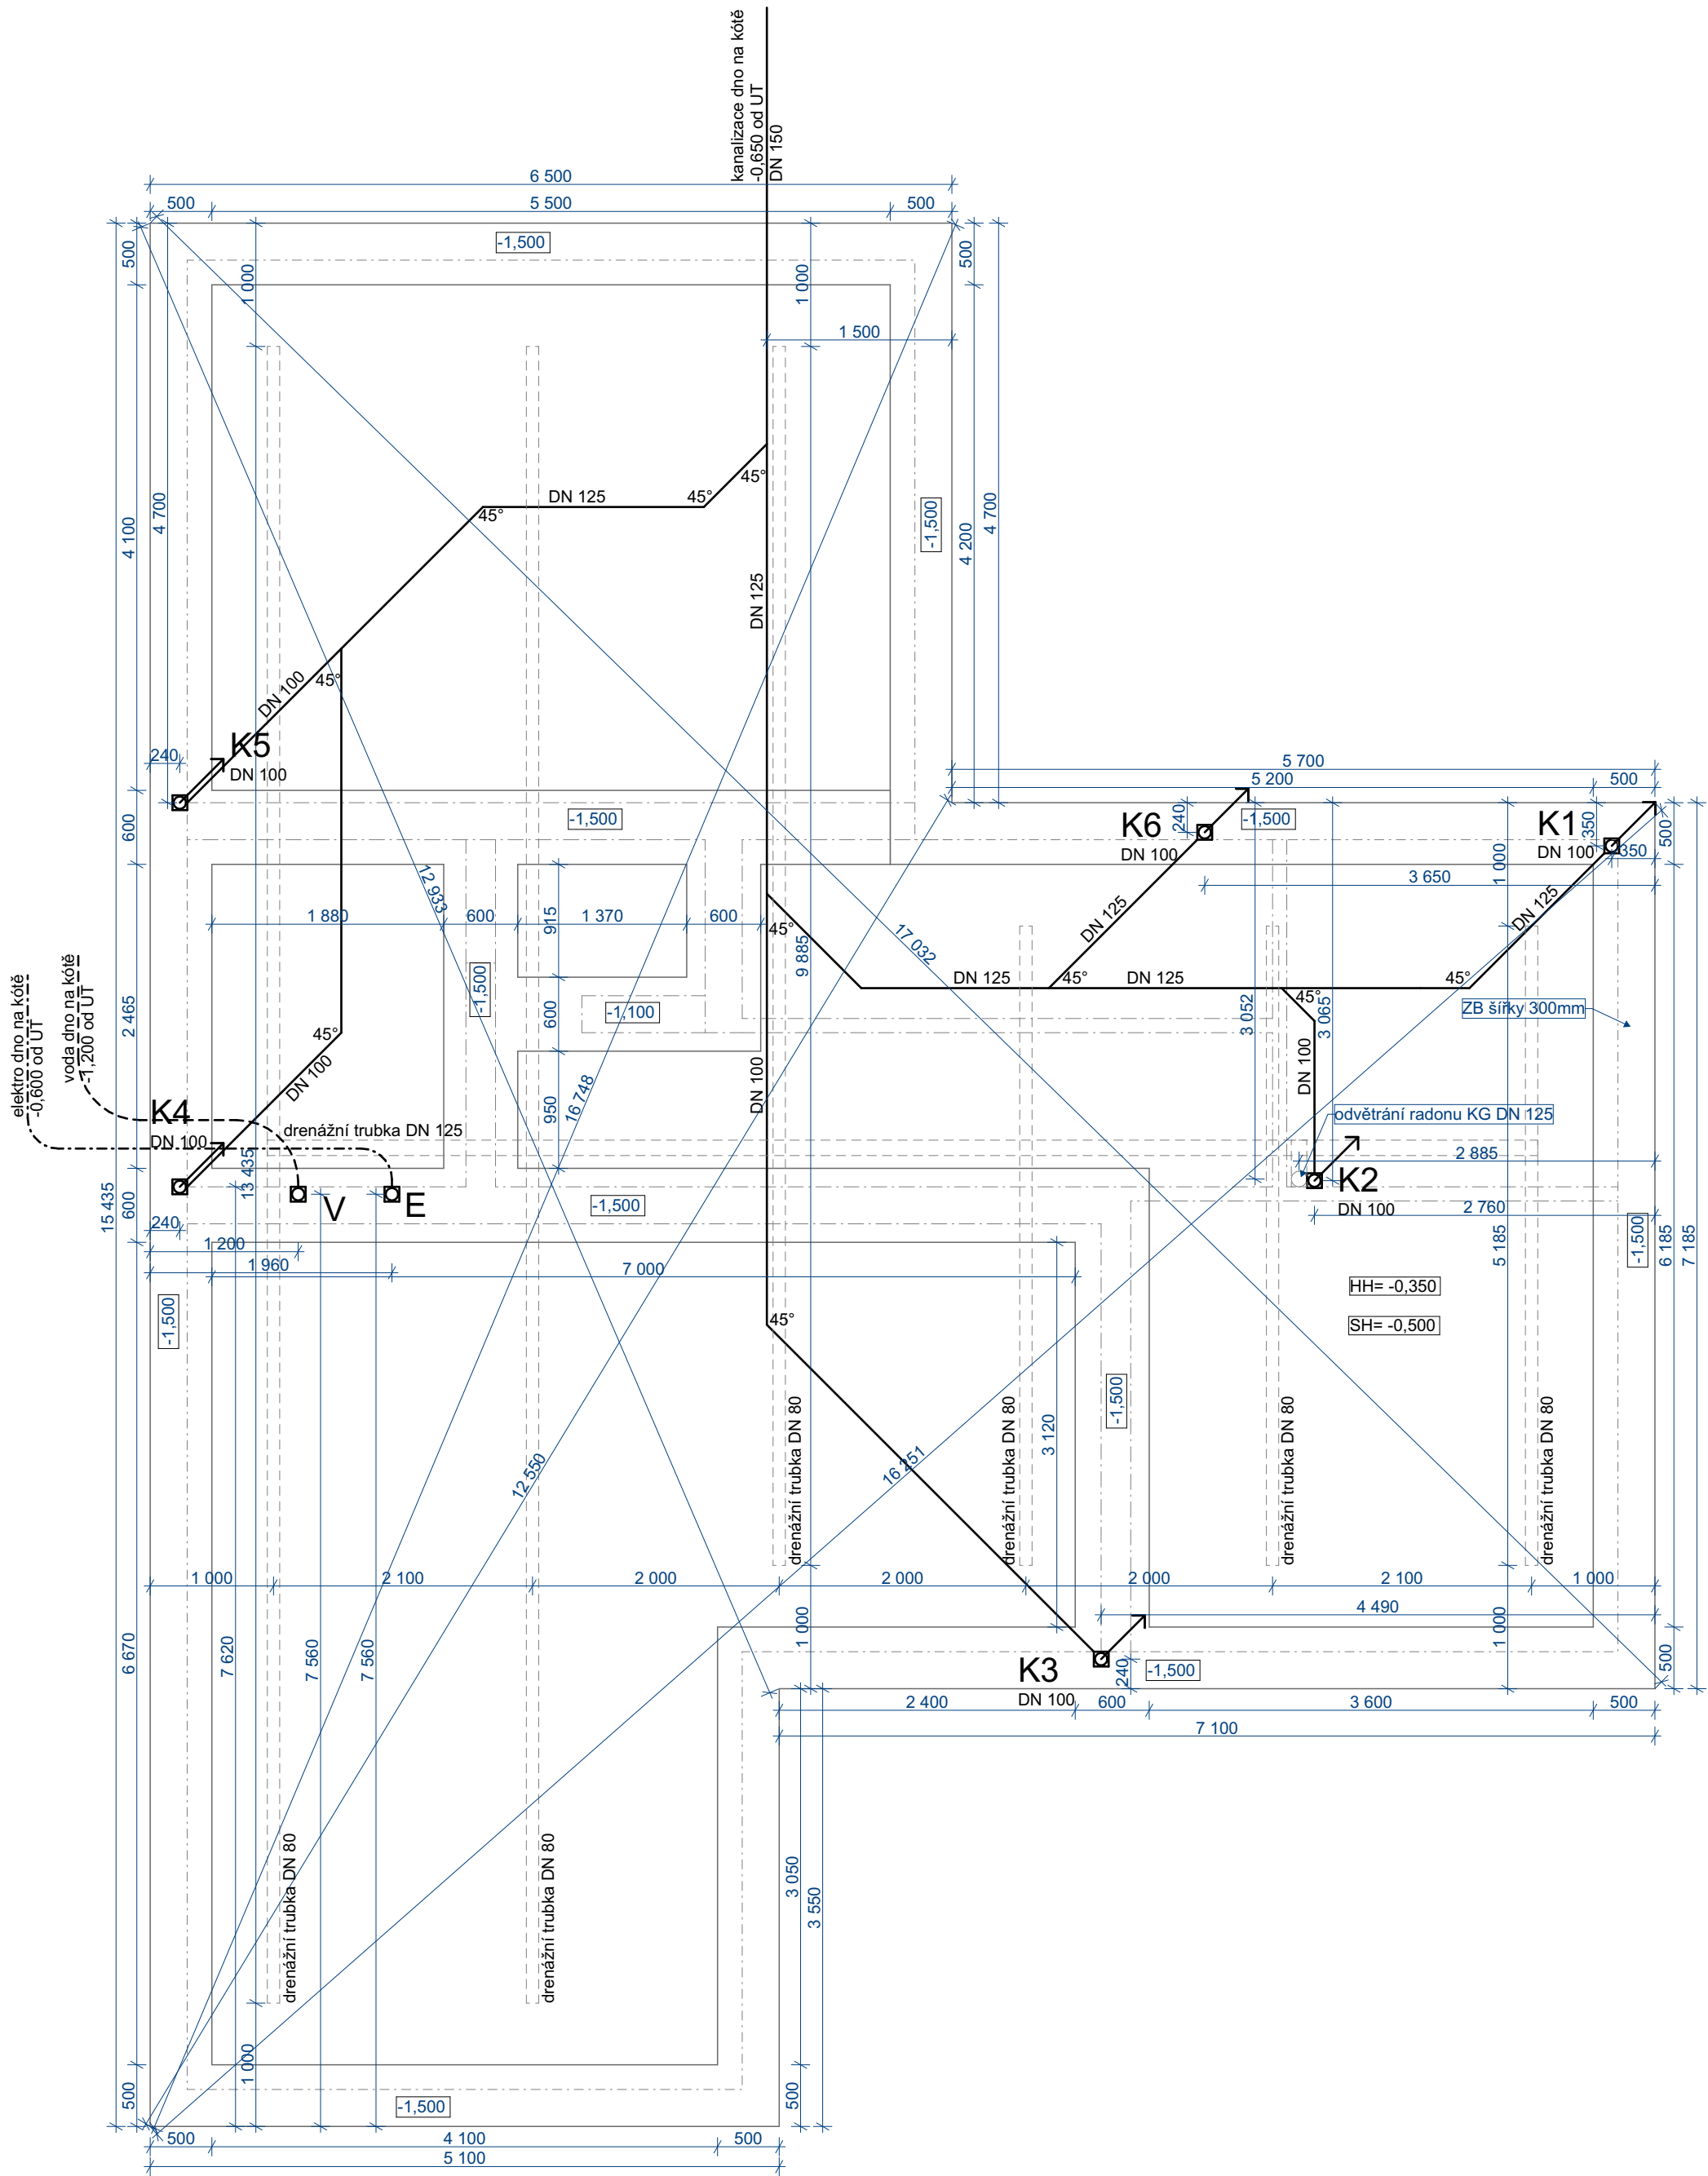 kanalizace dno na kótě
-0,650 od UT
DN 150
6 500
500
5 500
500
-1,500
500
1 000
1 000
500
1 500
45°
DN 125
45°
45°
4 100
4 700
-1,500
4 200
4 700
DN 125
DN 100
45°
K5
240
DN 100
5 700
5 200
500
600
-1,500
K6
240
-1,500
K1
350
500
DN 100
DN 100
350
12 933
1 000
3 650
1 880
600
915
1 370
600
45°
9 885
17 032
DN 125
DN 125
DN 125
45°
DN 125
45°
45°
-1,500
-1,100
600
2 465
3 052
3 065
ZB šířky 300mm
elektro dno na kótě
-0,600 od UT
voda dno na kótě
-1,200 od UT
45°
DN 100
DN 100
DN 100
16 748
950
K4
DN 100
drenážní trubka DN 125
odvětrání radonu KG DN 125
2 885
13 435
15 435
600
V
E
-1,500
K2
DN 100
2 760
240
1 200
1 960
7 000
5 185
-1,500
6 185
7 185
HH= -0,350
SH= -0,500
-1,500
45°
-1,500
3 120
drenážní trubka DN 80
drenážní trubka DN 80
drenážní trubka DN 80
drenážní trubka DN 80
12 550
16 251
1 000
2 100
2 000
2 000
2 000
2 100
1 000
4 490
6 670
7 620
7 560
7 560
1 000
1 000
500
K3
DN 100
240
-1,500
2 400
600
3 600
500
7 100
drenážní trubka DN 80
drenážní trubka DN 80
3 050
3 550
1 000
500
500
-1,500
500
4 100
500
5 100